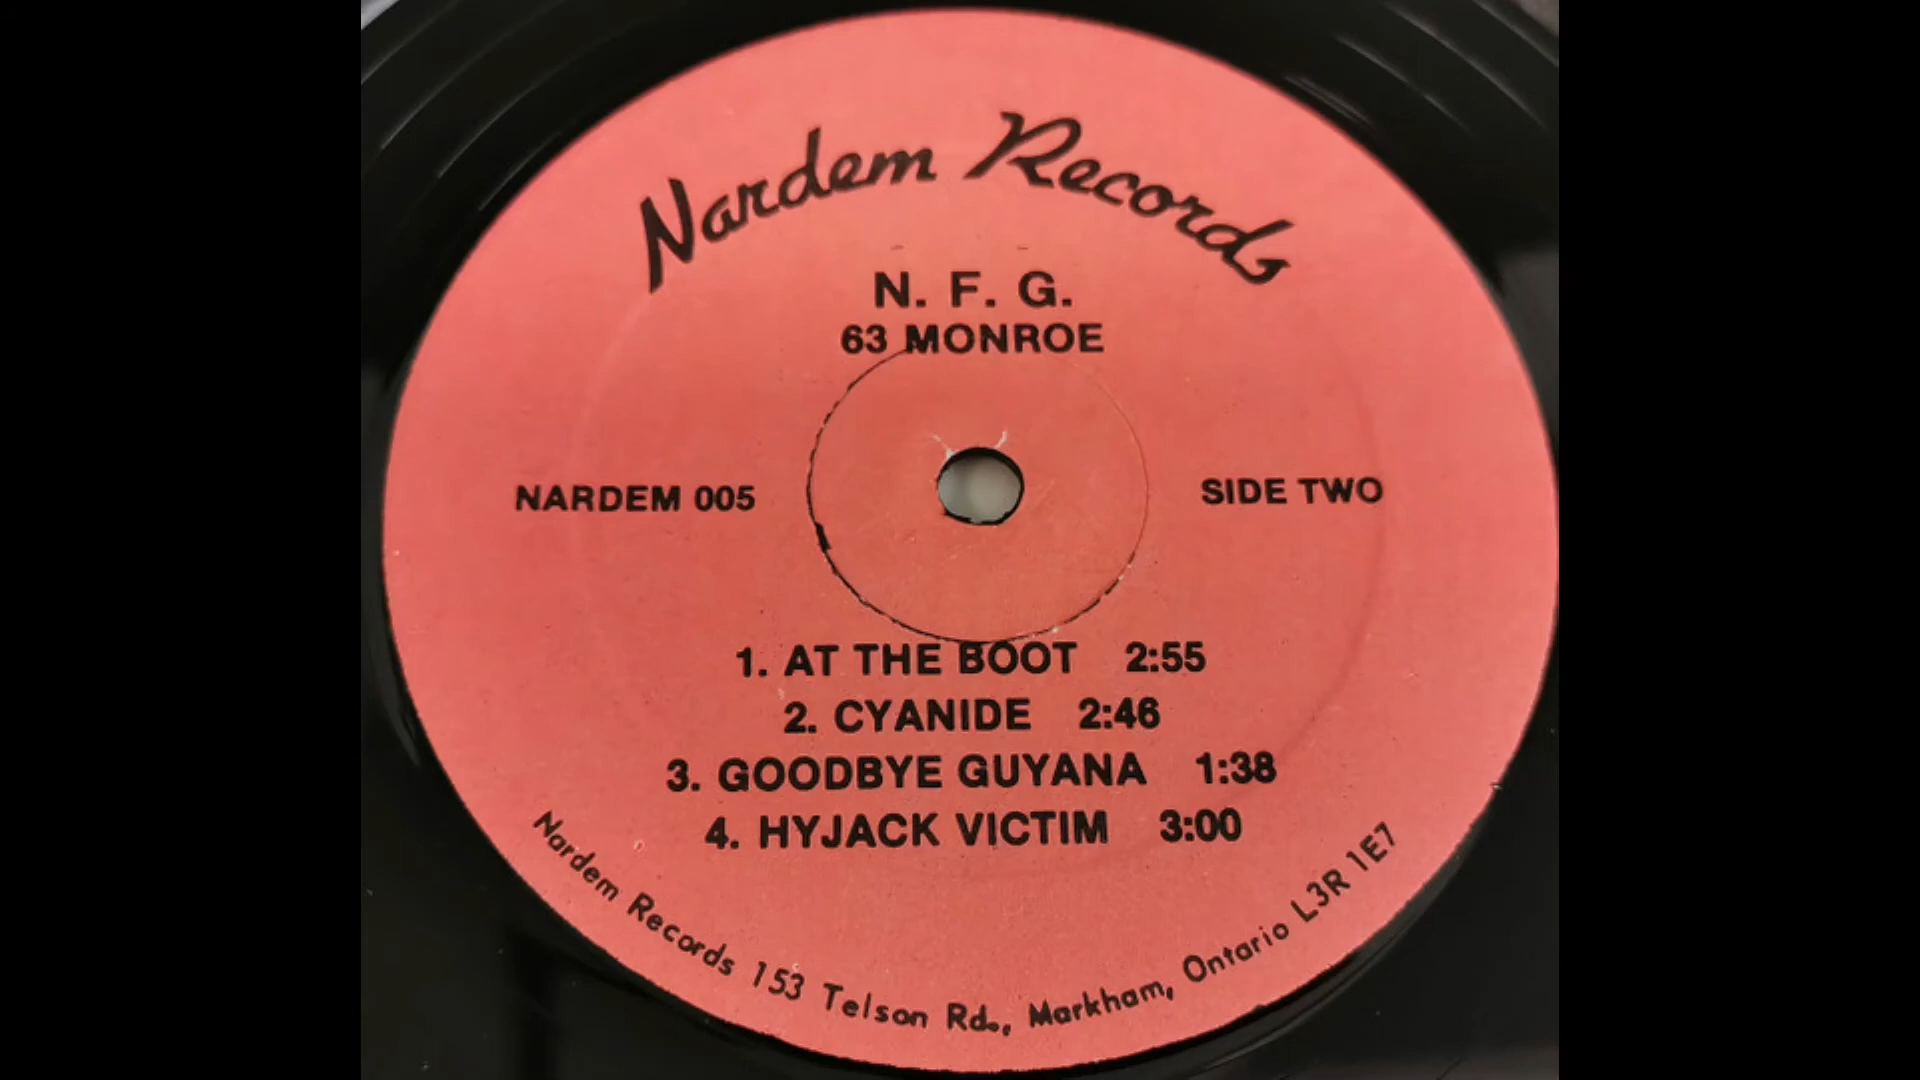 Nardem Records
N. F. G.
63 MONROE
NARDEM 005
SIDE TWO
1. AT THE BOOT 2:55
2. CYANIDE 2:46
3. GOODBYE GUYANA 1:38
4. HYJACK VICTIM 3:00
Nardem Records 153 Telson Rd., Markham, Ontario L3R 1E7